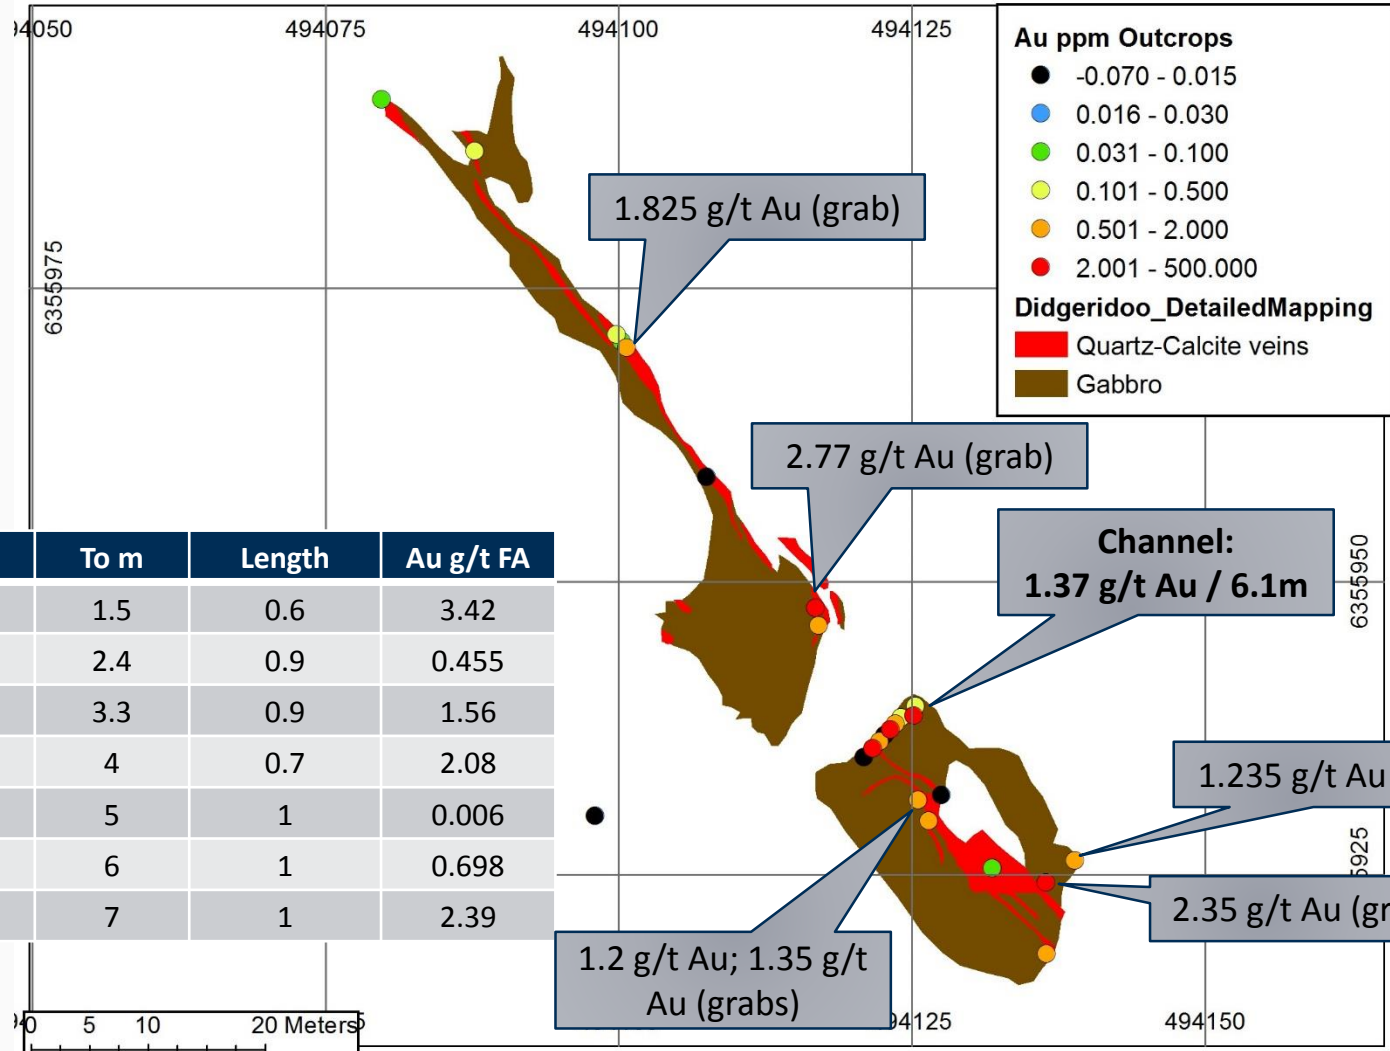 94050
494075
494100
494125
Au ppm Outcrops
-0.070 - 0.015
0.016 - 0.030
0.031 - 0.100
0.101 - 0.500
0.501 - 2.000
2.001 - 500.000
Didgeridoo_DetailedMapping
Quartz-Calcite veins
Gabbro
6355975
1.825 g/t Au (grab)
2.77 g/t Au (grab)
Channel:
1.37 g/t Au / 6.1m
6355950
To m Length Au g/t FA
1.5 0.6 3.42
2.4 0.9 0.455
3.3 0.9 1.56
4 0.7 2.08
5 1 0.006
6 1 0.698
7 1 2.39
1.235 g/t Au
5925
2.35 g/t Au (gr
1.2 g/t Au; 1.35 g/t
Au (grabs)
0 5 10 20 Meters
94125
494150